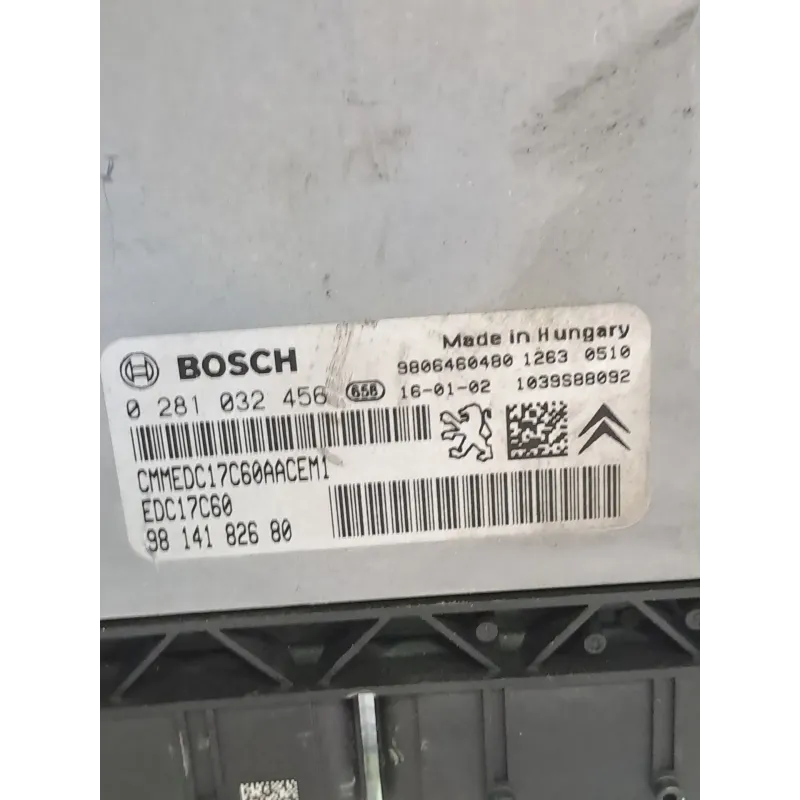 BOSCH
Made in Hungary
9806460480 1263 0510
0 281 032 456 656 16-01-02 1039S88092
CMMEDC17C60AACEM1
EDC17C60
98 141 826 80